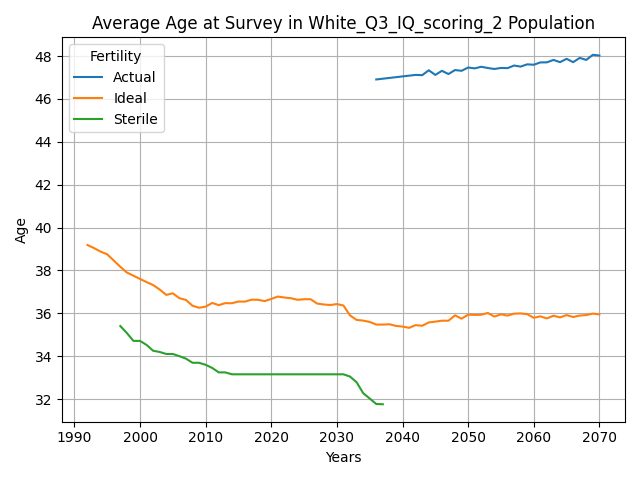 Average Age at Survey in White_Q3_IQ_scoring_2 Population
Fertility
Actual
Ideal
Sterile
Age
48
46
44
42
40
38
36
34
32
1990 2000 2010 2020 2030 2040 2050 2060 2070
Years